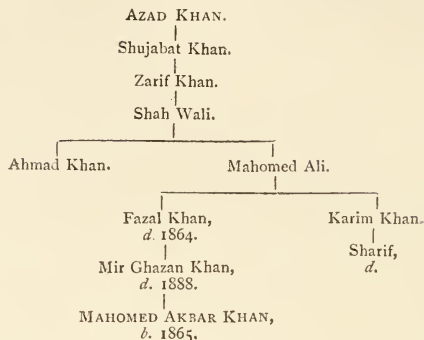 AZAD KHAN.
Shujabat Khan.
Zarif Khan.
Shah Wali.
Ahmad Khan. Mahomed Ali.
Fazal Khan, Karim Khan.
d. 1864. Sharif,
Mir Ghazan Khan, d.
d. 1888.
MAHOMED AKBAR KHAN,
b. 1865.